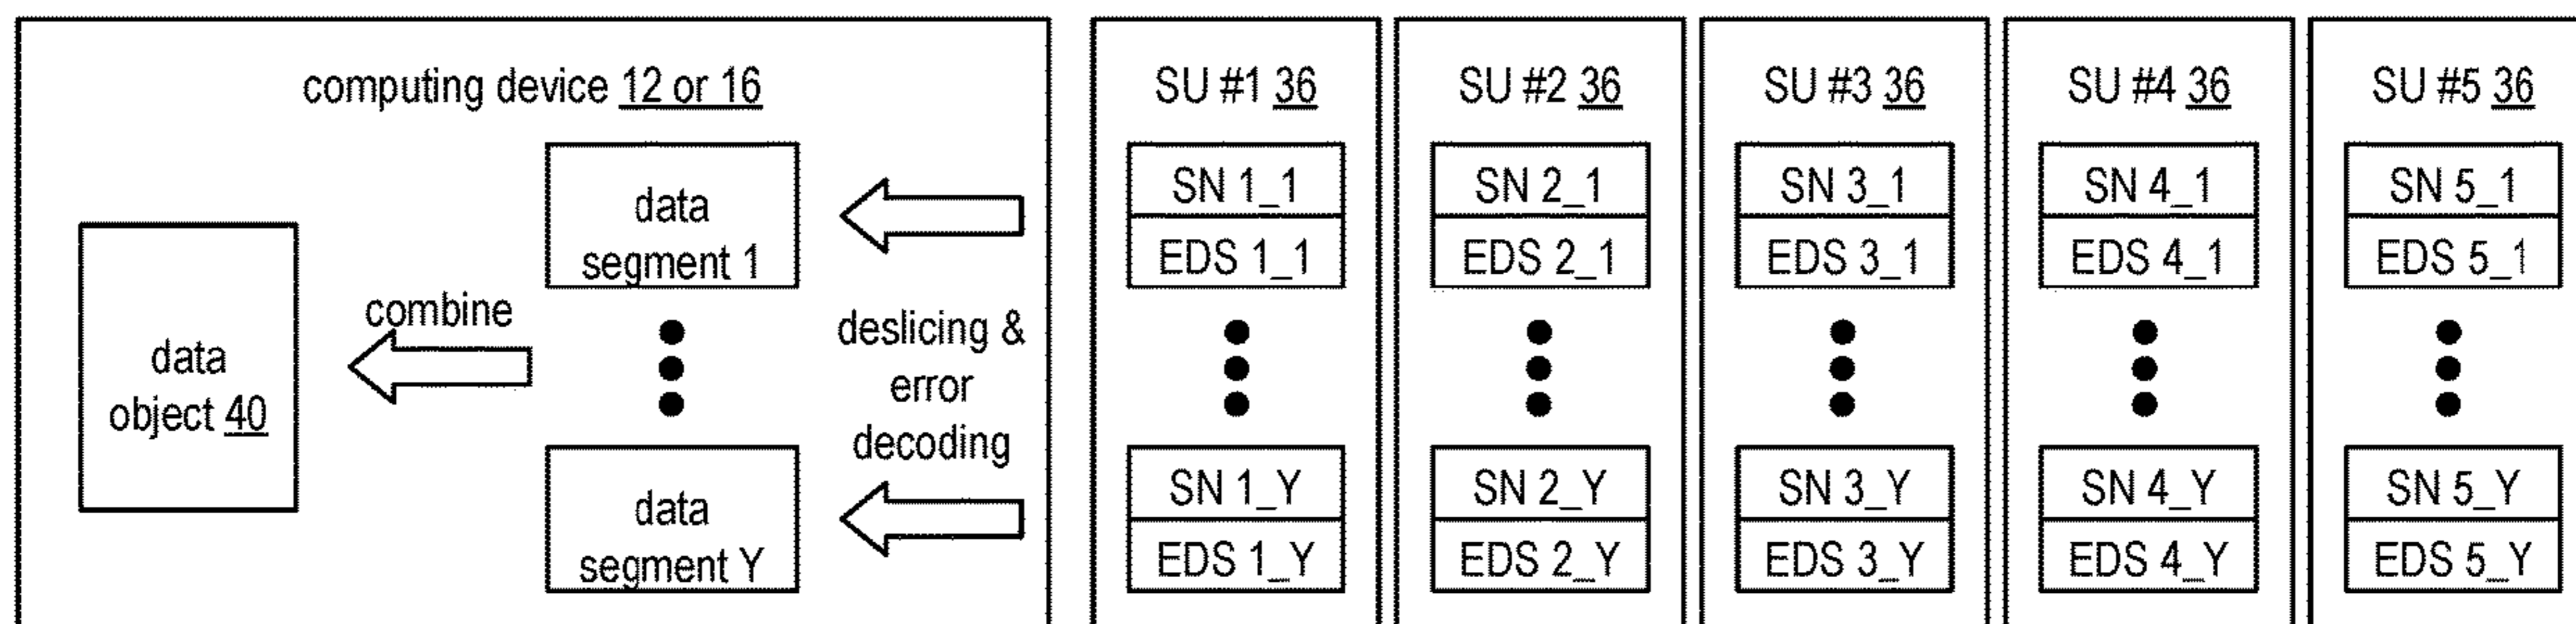 computing device 12 or 16
data
segment 1
combine
data
object 40
deslicing &
error
decoding
data
segment Y
SU #1 36
SN 1_1
EDS 1_1
SN 1_Y
EDS 1_Y
SU #2 36
SN 2_1
EDS 2_1
SN 2_Y
EDS 2_Y
SU #3 36
SN 3_1
EDS 3_1
SN 3_Y
EDS 3_Y
SU #4 36
SN 4_1
EDS 4_1
SN 4_Y
EDS 4_Y
SU #5 36
SN 5_1
EDS 5_1
SN 5_Y
EDS 5_Y